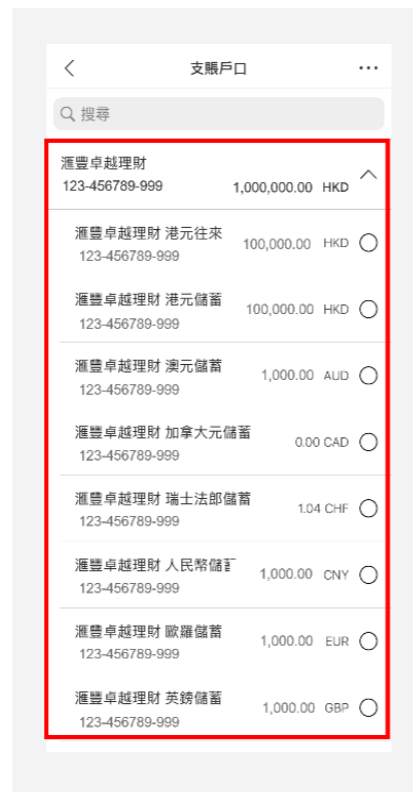 支賬戶口
搜尋
滙豐卓越理財
123-456789-999 1,000,000.00 HKD
滙豐卓越理財 港元往來
100,000.00 HKD
123-456789-999
滙豐卓越理財 港元儲蓄
100,000.00 HKD
123-456789-999
滙豐卓越理財 澳元儲蓄
1,000.00 AUD
123-456789-999
滙豐卓越理財 加拿大元儲蓄
0.00 CAD
123-456789-999
滙豐卓越理財 瑞士法郎儲蓄
1.04 CHF
123-456789-999
滙豐卓越理財 人民幣儲
1,000.00 CNY
123-456789-999
滙豐卓越理財 歐羅儲蓄
1,000.00 EUR
123-456789-999
滙豐卓越理財 英鎊儲蓄
1,000.00 GBP
123-456789-999